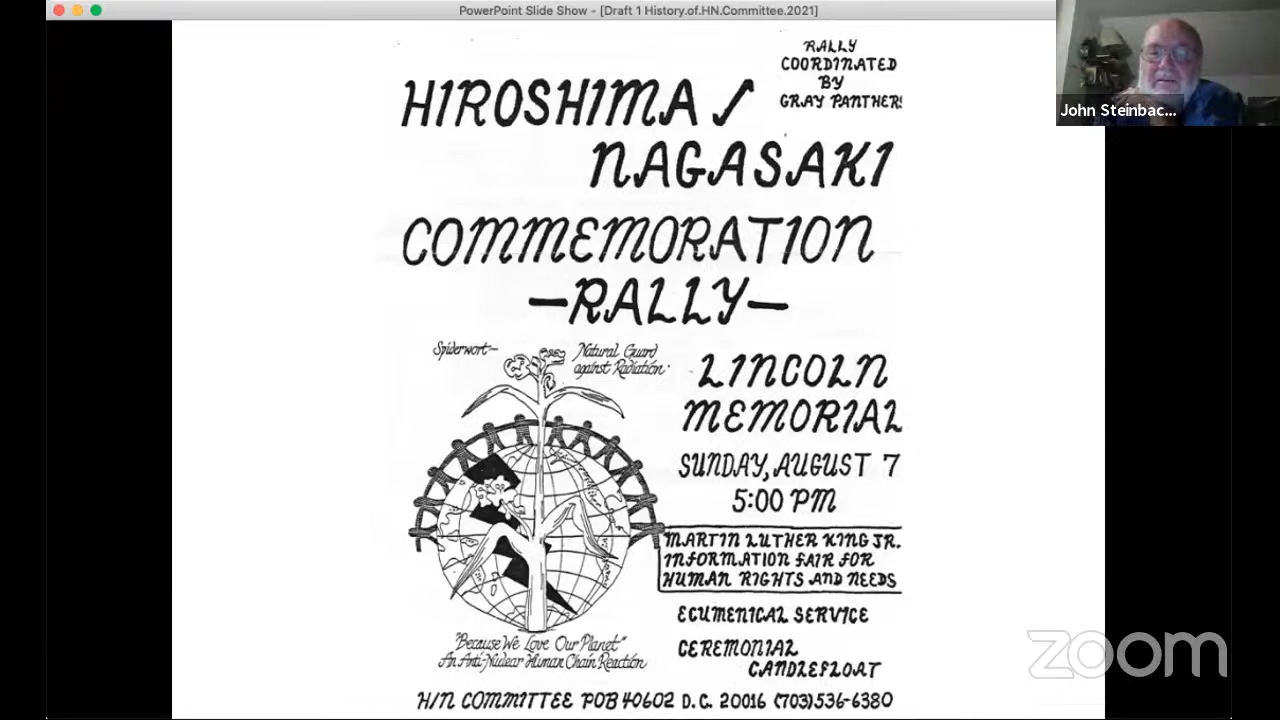 PowerPoint Slide Show - [Draft 1 History.of.HN.Committee.2021]
John Steinbac...
RALLY
COORDINATED
BY
GRAY PANTHERS
HIROSHIMA /
NAGASAKI
COMMEMORATION
—RALLY—
Spiderwort—
Natural Guard
against Radiation
LINCOLN
MEMORIAL
SUNDAY, AUGUST 7
5:00 PM
MARTIN LUTHER KING JR.
INFORMATION FAIR FOR
HUMAN RIGHTS AND NEEDS
ECUMENICAL SERVICE
CEREMONIAL
CANDLEFLOAT
"Because We Love Our Planet"
An Anti-Nuclear Human Chain Reaction
H/N COMMITTEE POB 40602 D.C. 20016 (703)536-6380
zoom